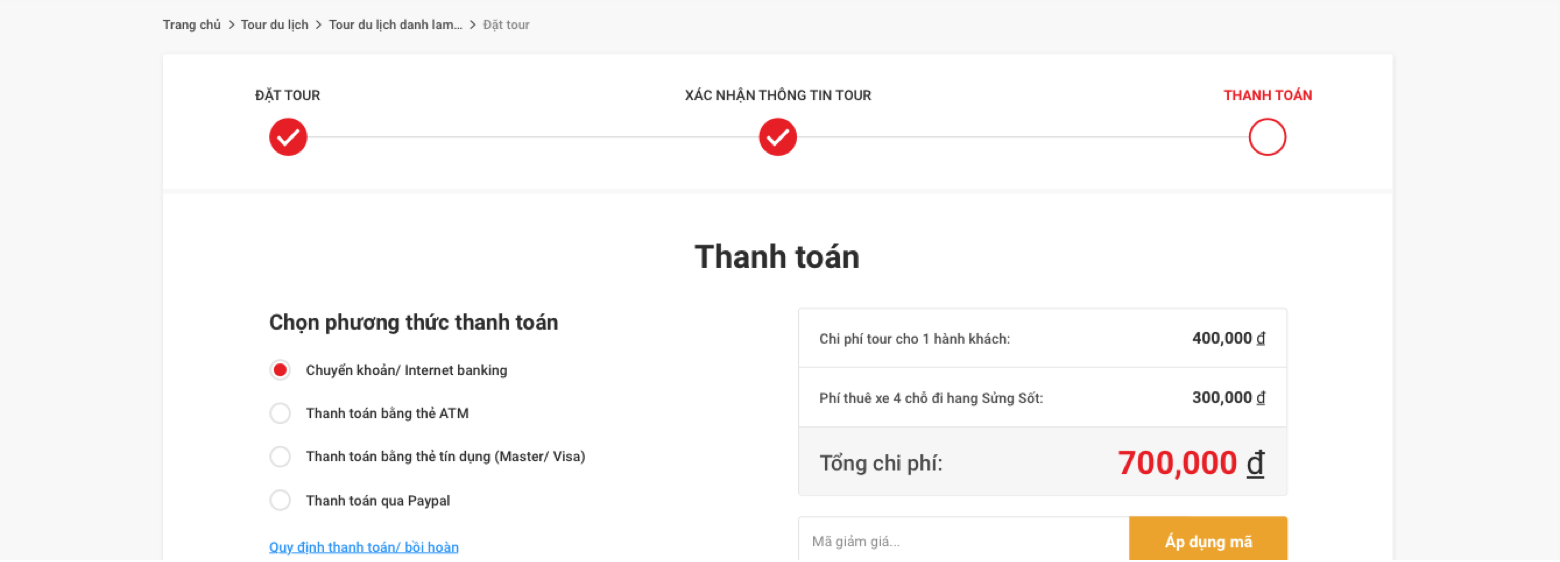 Trang chủ > Tour du lịch > Tour du lịch danh lam... > Đặt tour
ĐẶT TOUR
XÁC NHẬN THÔNG TIN TOUR
THANH TOÁN
Thanh toán
Chọn phương thức thanh toán
Chuyển khoản/ Internet banking
Thanh toán bằng thẻ ATM
Thanh toán bằng thẻ tín dụng (Master/ Visa)
Thanh toán qua Paypal
Quy định thanh toán/ bồi hoàn
Chi phí tour cho 1 hành khách: 400,000 đ
Phí thuê xe 4 chỗ đi hang Sửng Sốt: 300,000 đ
Tổng chi phí: 700,000 đ
Mã giảm giá... Áp dụng mã